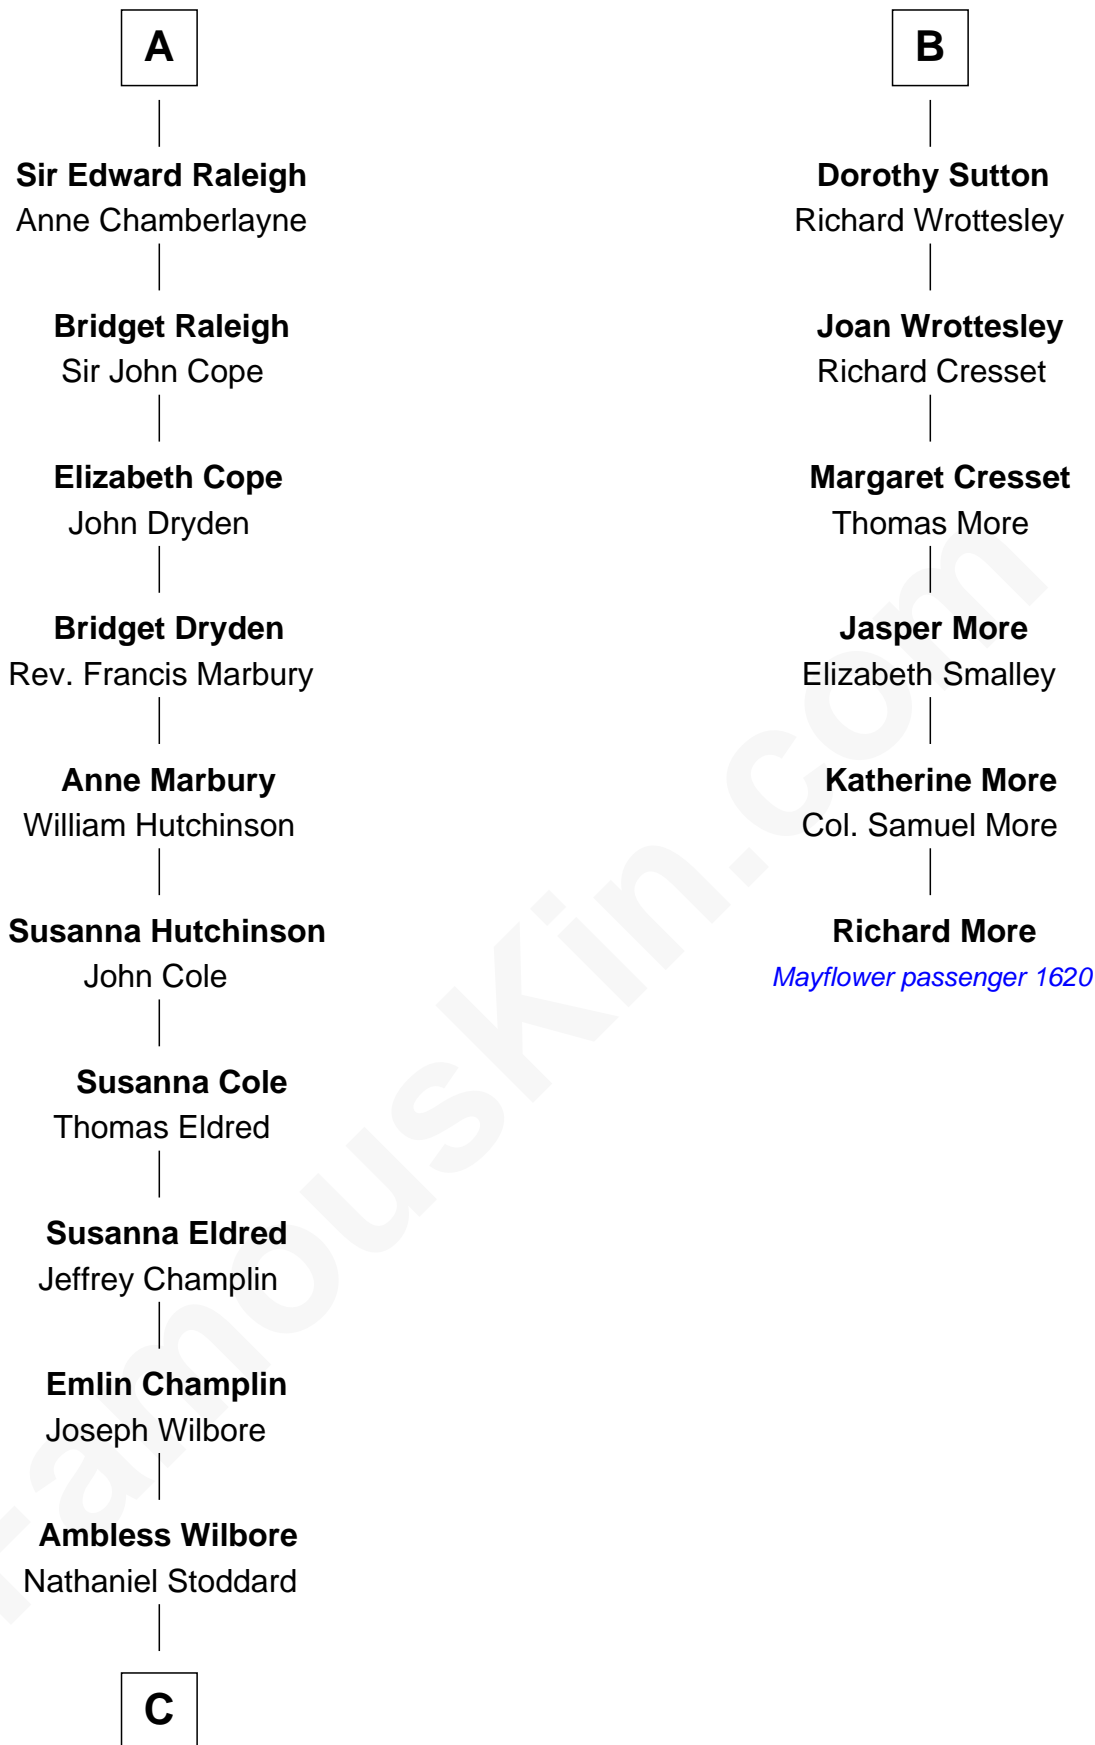 A
Sir Edward Raleigh
Anne Chamberlayne
Bridget Raleigh
Sir John Cope
Elizabeth Cope
John Dryden
Bridget Dryden
Rev. Francis Marbury
Anne Marbury
William Hutchinson
Susanna Hutchinson
John Cole
Susanna Cole
Thomas Eldred
Susanna Eldred
Jeffrey Champlin
Emlin Champlin
Joseph Wilbore
Ambless Wilbore
Nathaniel Stoddard
C
B
Dorothy Sutton
Richard Wrottesley
Joan Wrottesley
Richard Cresset
Margaret Cresset
Thomas More
Jasper More
Elizabeth Smalley
Katherine More
Col. Samuel More
Richard More
Mayflower passenger 1620
FamousKin.com